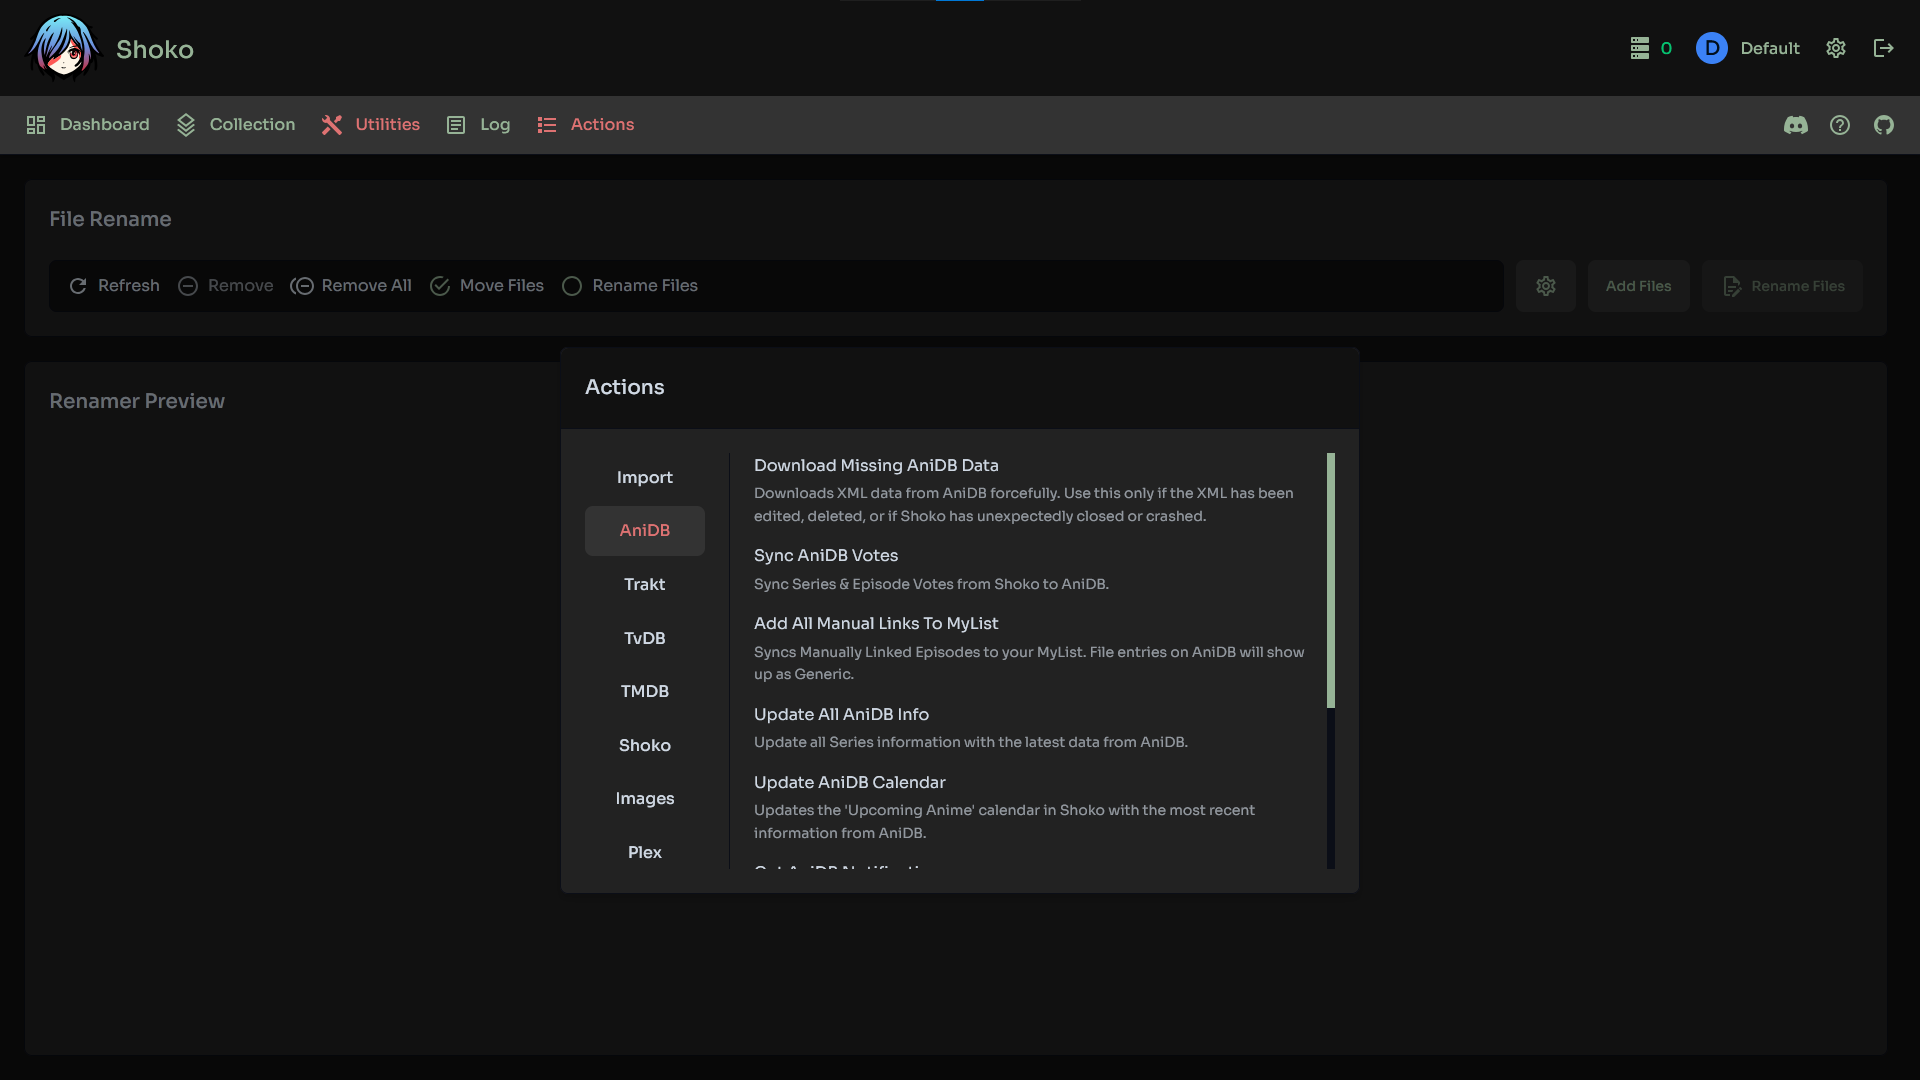 Shoko
0
D
Default
Dashboard
Collection
Utilities
Log
Actions
File Rename
Refresh
Remove
Remove All
Move Files
Rename Files
Add Files
Rename Files
Renamer Preview
Actions
Import
AniDB
Trakt
TvDB
TMDB
Shoko
Images
Plex
Download Missing AniDB Data
Downloads XML data from AniDB forcefully. Use this only if the XML has been
edited, deleted, or if Shoko has unexpectedly closed or crashed.
Sync AniDB Votes
Sync Series & Episode Votes from Shoko to AniDB.
Add All Manual Links To MyList
Syncs Manually Linked Episodes to your MyList. File entries on AniDB will show
up as Generic.
Update All AniDB Info
Update all Series information with the latest data from AniDB.
Update AniDB Calendar
Updates the 'Upcoming Anime' calendar in Shoko with the most recent
information from AniDB.